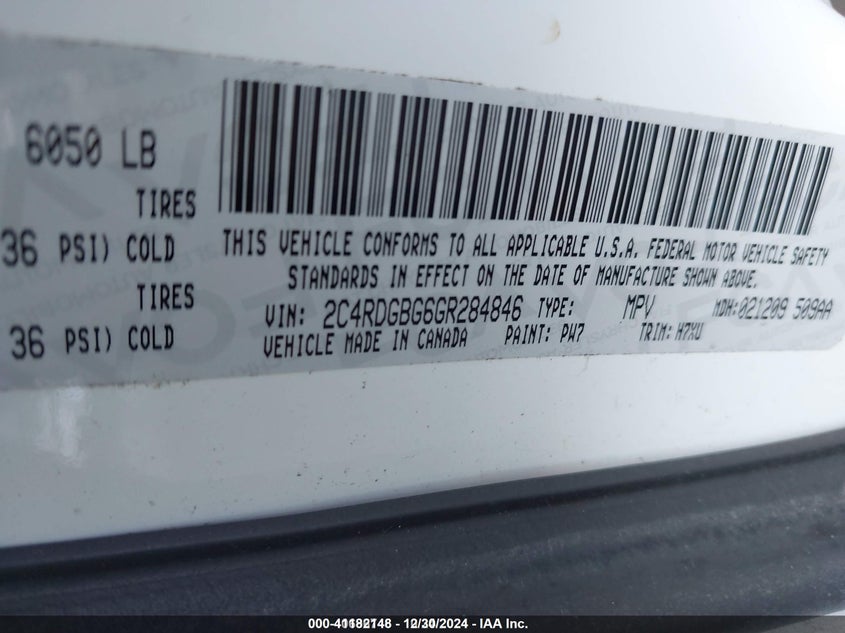 6050 LB
TIRES
36 PSI) COLD
TIRES
36 PSI) COLD
THIS VEHICLE CONFORMS TO ALL APPLICABLE U.S.A. FEDERAL MOTOR VEHICLE SAFETY
STANDARDS IN EFFECT ON THE DATE OF MANUFACTURE SHOWN ABOVE.
VIN: 2C4RDGBG6GR284846 TYPE: MPV MDH:021209 509AA
VEHICLE MADE IN CANADA PAINT: PW7 TRIM: H7XU
000-41182148 - 12/30/2024 - IAA Inc.